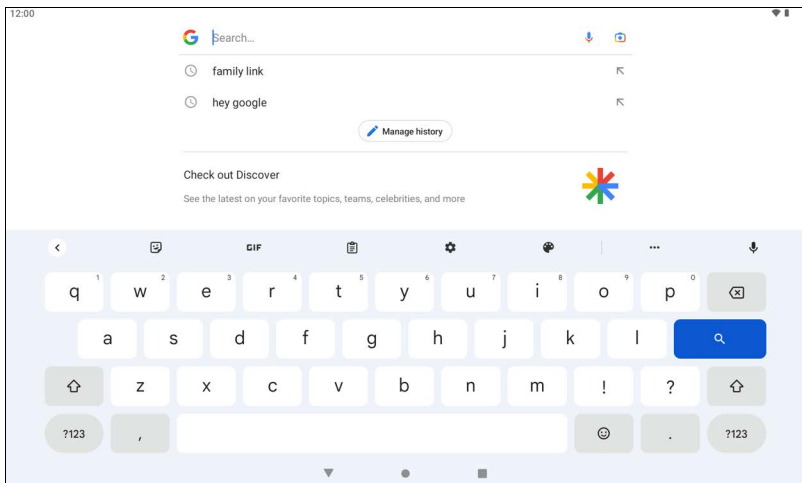 12:00
Search...
family link
hey google
Manage history
Check out Discover
See the latest on your favorite topics, teams, celebrities, and more
GIF
q 1 w 2 e 3 r 4 t 5 y 6 u 7 i 8 o 9 p 0
a s d f g h j k l
z x c v b n m ! ?
?123 , . ?123